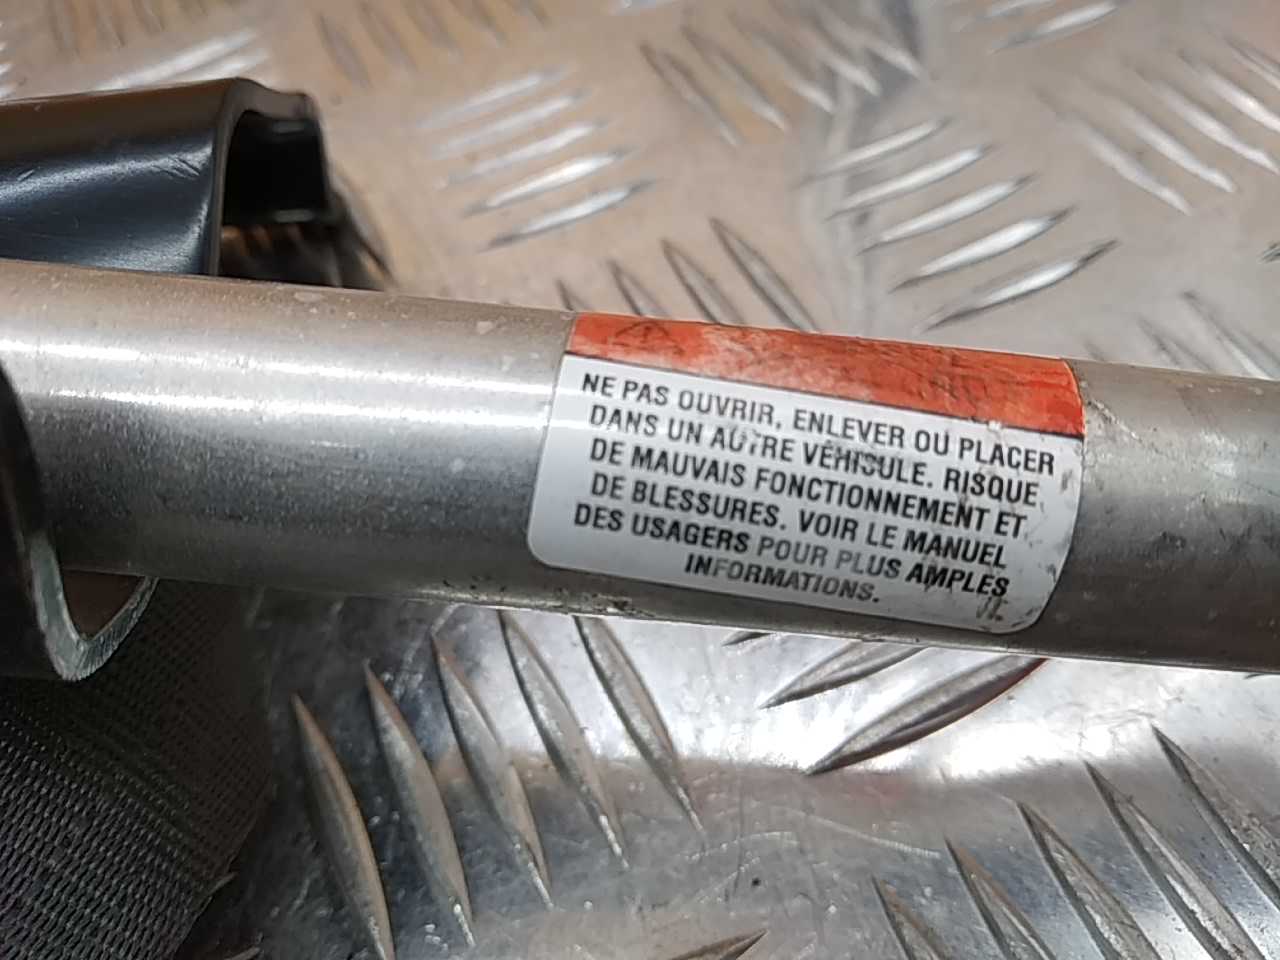 NE PAS OUVRIR, ENLEVER OU PLACER
DANS UN AUTRE VÉHICULE. RISQUE
DE MAUVAIS FONCTIONNEMENT ET
DE BLESSURES. VOIR LE MANUEL
DES USAGERS POUR PLUS AMPLES
INFORMATIONS.